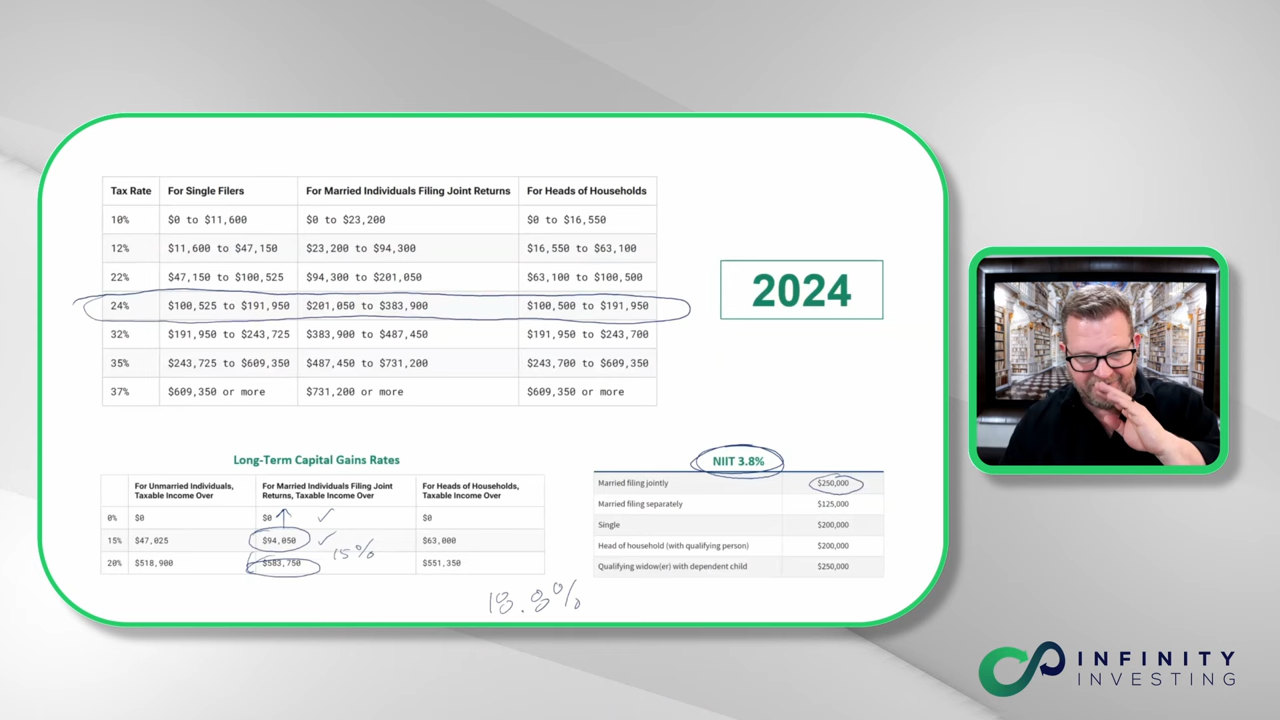 Tax Rate For Single Filers For Married Individuals Filing Joint Returns For Heads of Households
10% $0 to $11,600 $0 to $23,200 $0 to $16,550
12% $11,600 to $47,150 $23,200 to $94,300 $16,550 to $63,100
22% $47,150 to $100,525 $94,300 to $201,050 $63,100 to $100,500
24% $100,525 to $191,950 $201,050 to $383,900 $100,500 to $191,950
32% $191,950 to $243,725 $383,900 to $487,450 $191,950 to $243,700
35% $243,725 to $609,350 $487,450 to $731,200 $243,700 to $609,350
37% $609,350 or more $731,200 or more $609,350 or more
2024
Long-Term Capital Gains Rates
For Unmarried Individuals, For Married Individuals Filing Joint For Heads of Households,
Taxable Income Over Returns, Taxable Income Over Taxable Income Over
0% $0 $0 $0
15% $47,025 $94,050 $63,000
15%
20% $518,900 $583,750 $551,350
18.8%
NIIT 3.8%
Married filing jointly $250,000
Married filing separately $125,000
Single $200,000
Head of household (with qualifying person) $200,000
Qualifying widow(er) with dependent child $250,000
INFINITY
INVESTING